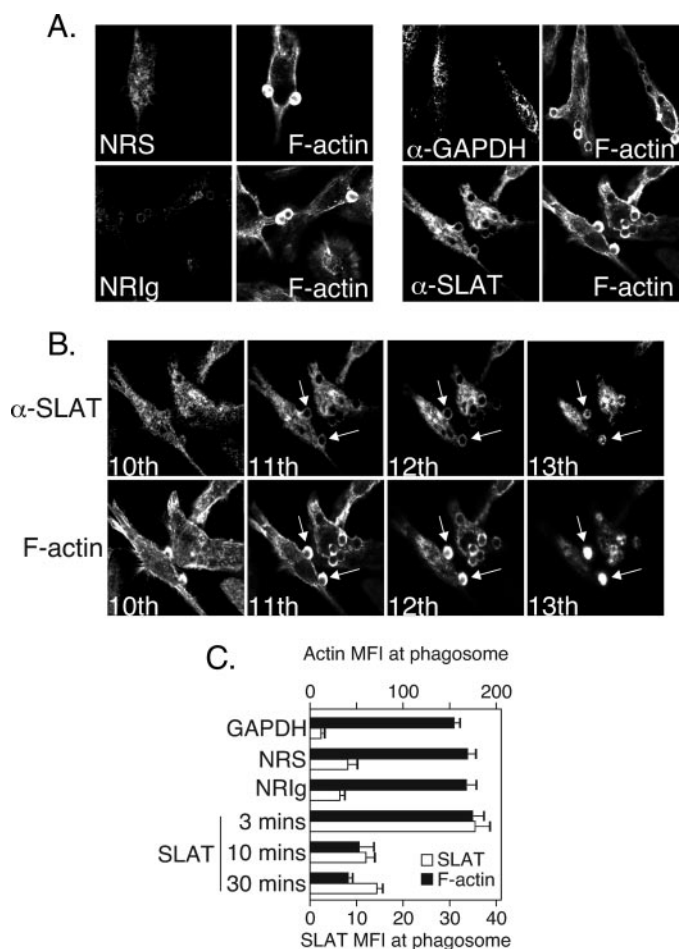 A.
NRS F-actin α-GAPDH F-actin
NRIg F-actin α-SLAT F-actin
B.
α-SLAT
10th 11th 12th 13th
F-actin
10th 11th 12th 13th
C.
Actin MFI at phagosome
0 100 200
GAPDH
NRS
NRIg
3 mins
SLAT 10 mins
30 mins
SLAT
F-actin
0 10 20 30 40
SLAT MFI at phagosome